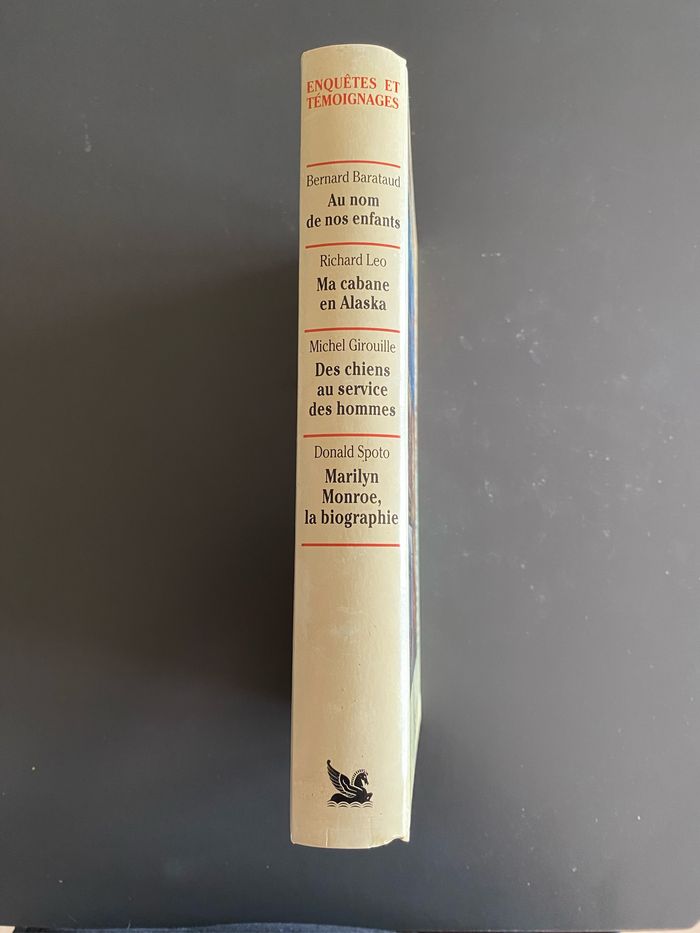 ENQUÊTES ET
TÉMOIGNAGES
Bernard Barataud
Au nom
de nos enfants
Richard Leo
Ma cabane
en Alaska
Michel Girouille
Des chiens
au service
des hommes
Donald Spoto
Marilyn
Monroe,
la biographie